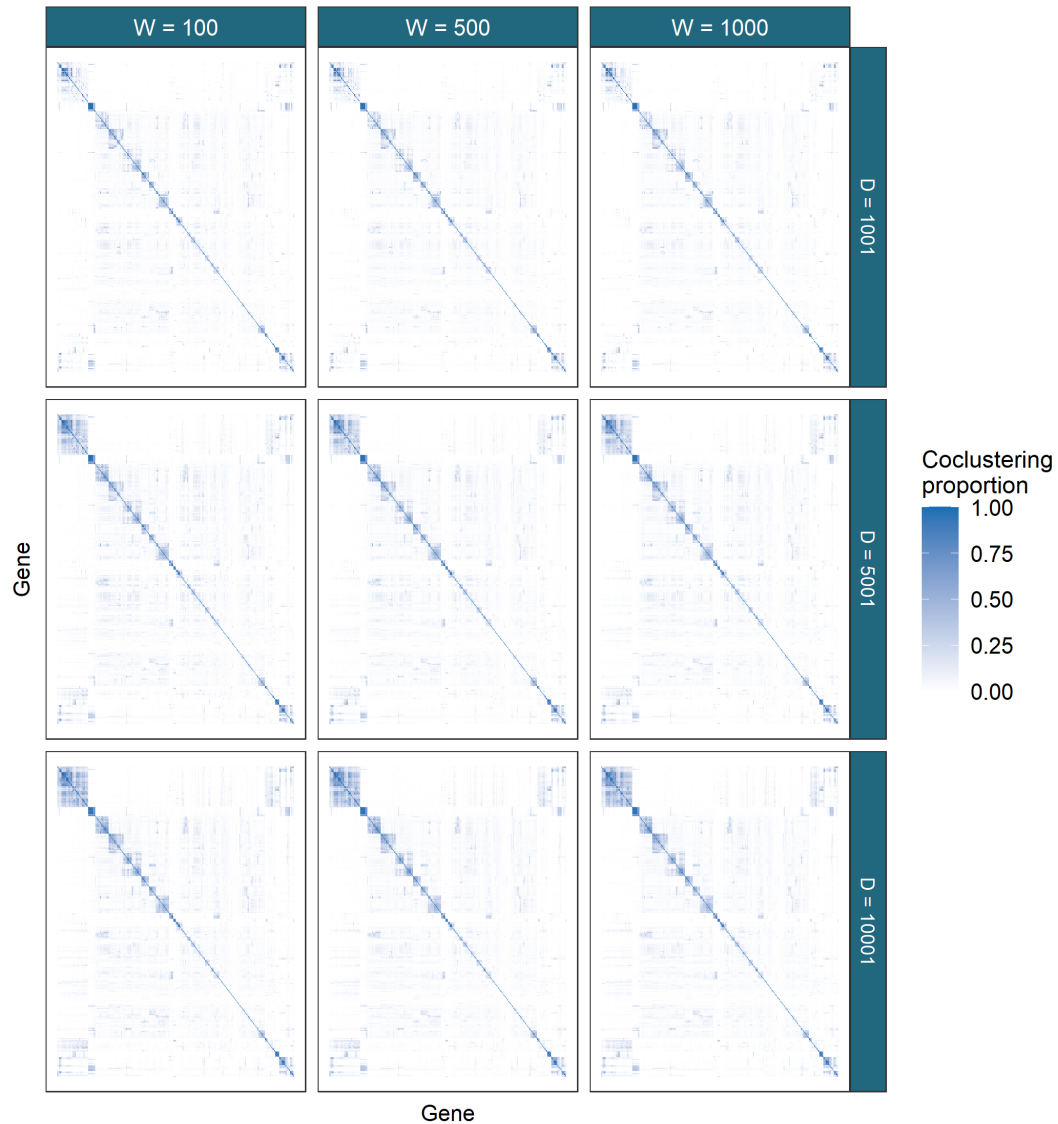 W = 100
W = 500
W = 1000
D = 1001
D = 5001
D = 10001
Gene
Gene
Coclustering
proportion
1.00
0.75
0.50
0.25
0.00